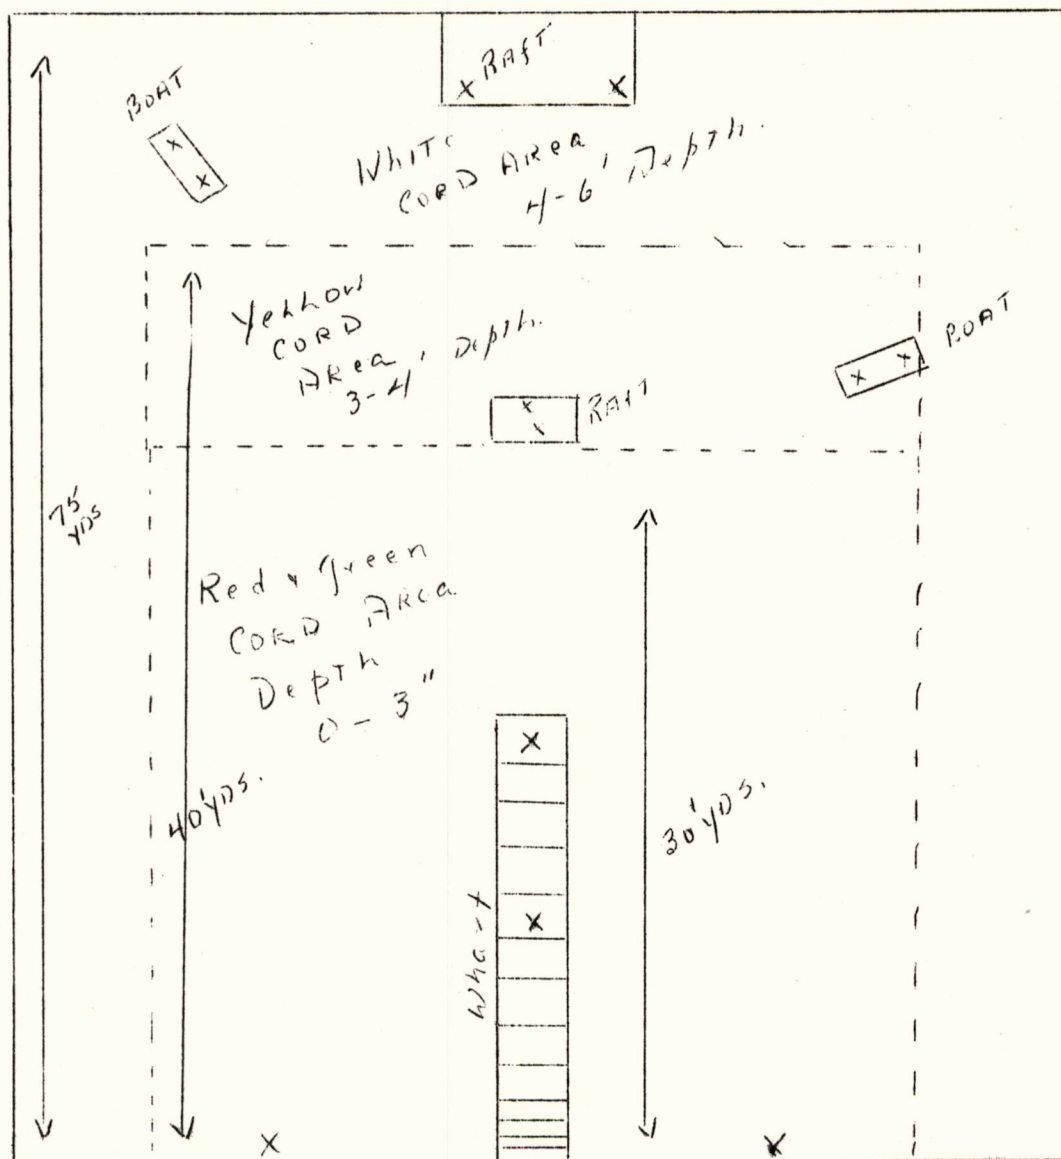 RAfT
X X
BOAT
X
X
White
CORD AREA
4-6' Depth.
Yellow
CORD
AREA
3-4' Depth.
BOAT
X X
RAfT
X
75'
YDS
Red & Green
CORD AREA
Depth
0-3"
40'YDS.
30'YDS.
X
X
Wharf
X X